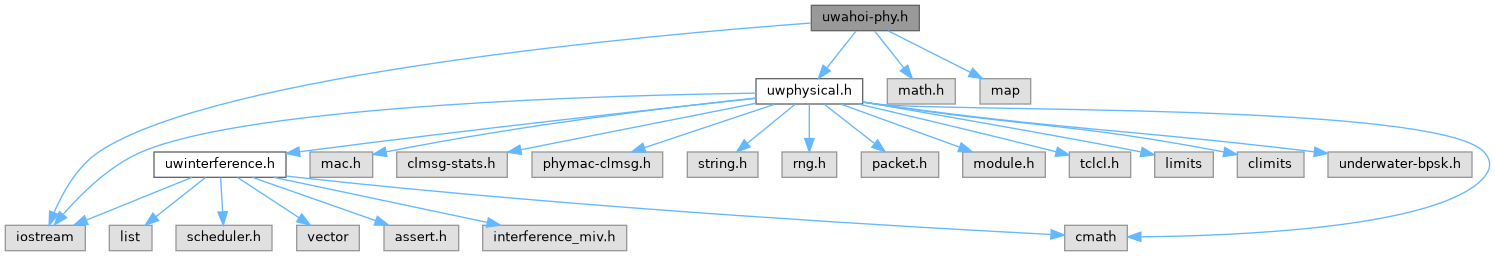 uwahoi-phy.h
uwphysical.h
math.h
map
uwinterference.h
mac.h
clmsg-stats.h
phymac-clmsg.h
string.h
rng.h
packet.h
module.h
tclcl.h
limits
climits
underwater-bpsk.h
iostream
list
scheduler.h
vector
assert.h
interference_miv.h
cmath